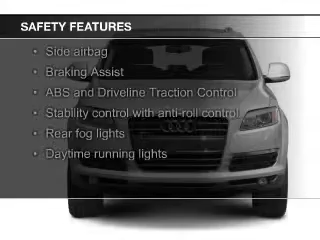 SAFETY FEATURES
• Side airbag
• Braking Assist
• ABS and Driveline Traction Control
• Stability control with anti-roll control
• Rear fog lights
• Daytime running lights